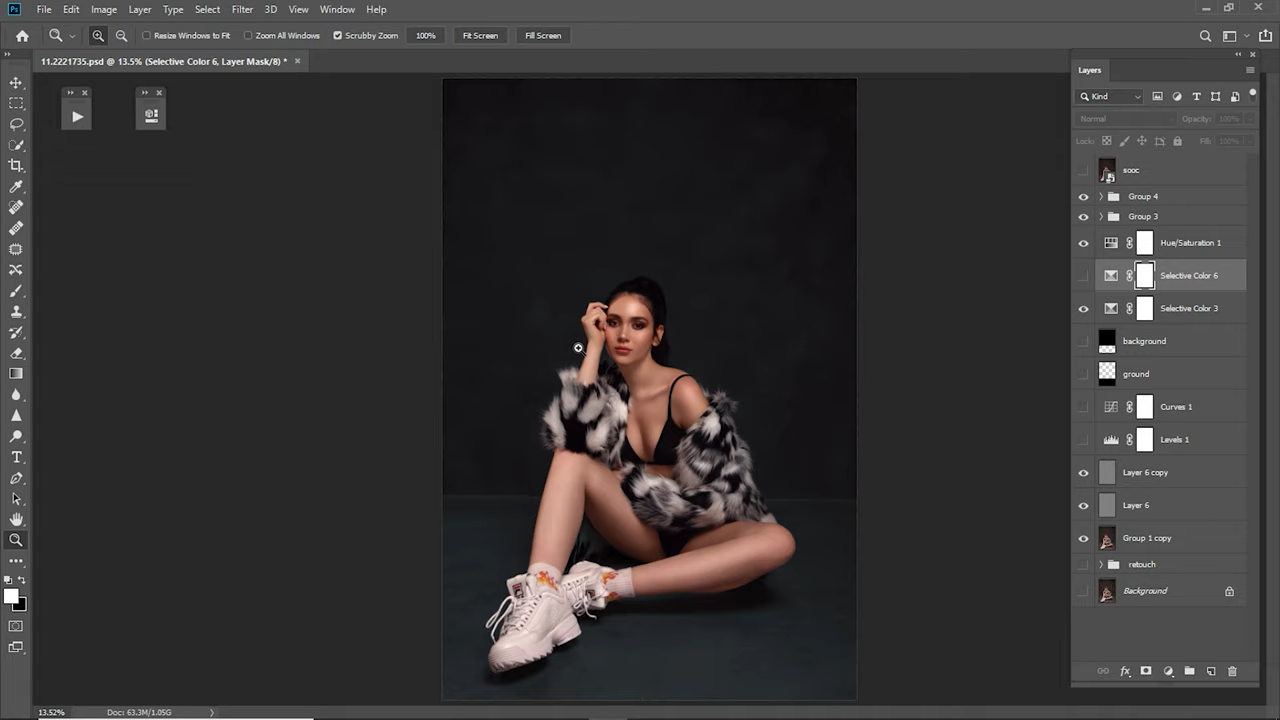 Ps File Edit Image Layer Type Select Filter 3D View Window Help
Resize Windows to Fit Zoom All Windows Scrubby Zoom 100% Fit Screen Fill Screen
11.2221735.psd @ 13.5% (Selective Color 6, Layer Mask/8) *
Layers
Kind
Normal Opacity: 100%
Lock: Fill: 100%
sooc
Group 4
Group 3
Hue/Saturation 1
Selective Color 6
Selective Color 3
background
ground
Curves 1
Levels 1
Layer 6 copy
Layer 6
Group 1 copy
retouch
Background
13.52% Doc: 63.3M/1.05G